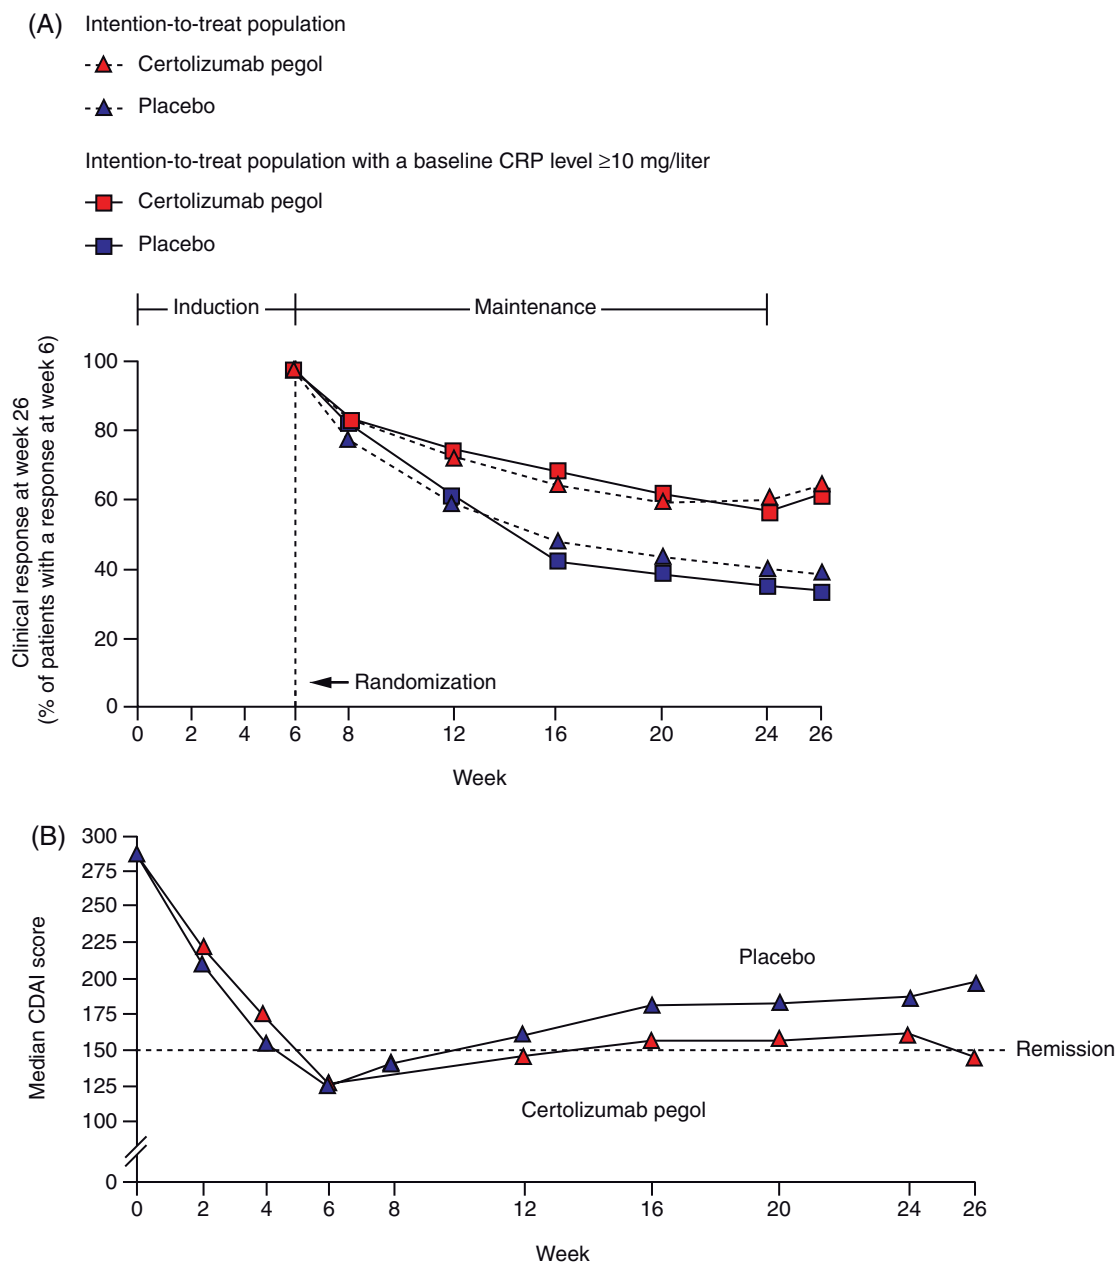 (A) Intention-to-treat population
Certolizumab pegol
Placebo
Intention-to-treat population with a baseline CRP level ≥10 mg/liter
Certolizumab pegol
Placebo
Induction Maintenance
Clinical response at week 26
(% of patients with a response at week 6)
100
80
60
40
20
0
Randomization
0 2 4 6 8 12 16 20 24 26
Week
(B)
Median CDAI score
300
275
250
225
200
175
150
125
100
0
Placebo
Remission
Certolizumab pegol
0 2 4 6 8 12 16 20 24 26
Week